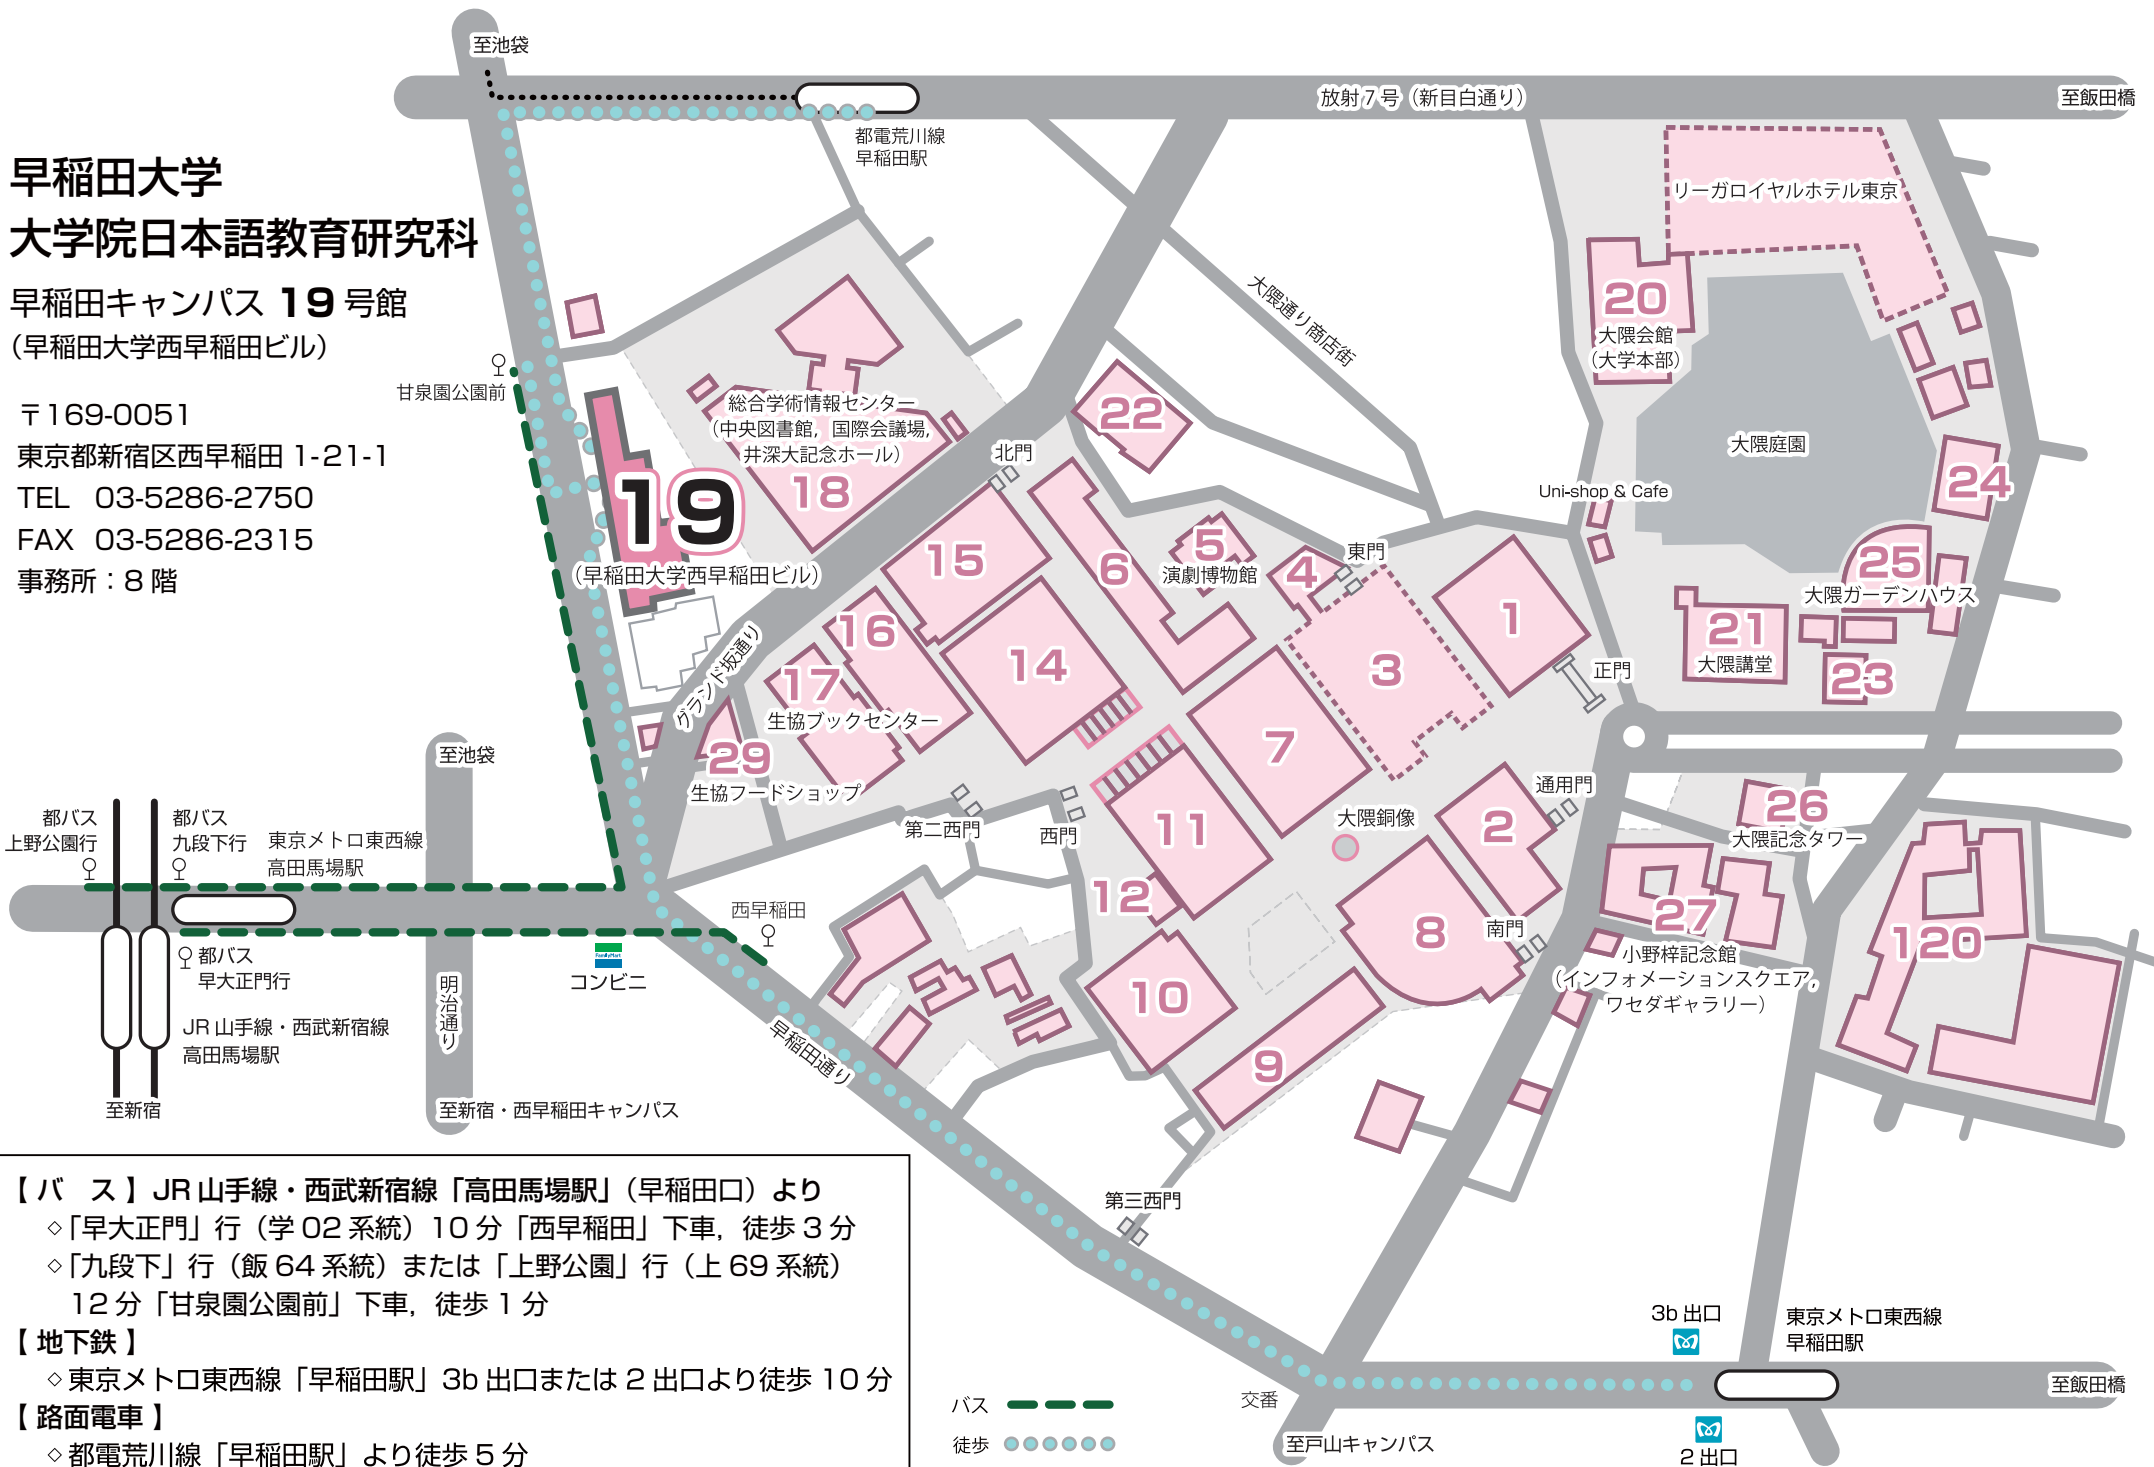 早稲田大学
大学院日本語教育研究科
早稲田キャンパス 19 号館
（早稲田大学西早稲田ビル）
〒169-0051
東京都新宿区西早稲田 1-21-1
TEL 03-5286-2750
FAX 03-5286-2315
事務所：8 階
至池袋
都電荒川線
早稲田駅
放射７号（新目白通り）
至飯田橋
リーガロイヤルホテル東京
20
大隈会館
（大学本部）
大隈通り商店街
甘泉園公園前
総合学術情報センター
（中央図書館，国際会議場，
井深大記念ホール）
18
北門
22
大隈庭園
24
Uni-shop & Cafe
19
（早稲田大学西早稲田ビル）
15
6
5
演劇博物館
4
東門
25
大隈ガーデンハウス
16
1
21
大隈講堂
23
グランド坂通り
17
生協ブックセンター
14
3
正門
29
生協フードショップ
7
至池袋
都バス
上野公園行
都バス
九段下行
東京メトロ東西線
高田馬場駅
第二西門
西門
11
大隈銅像
2
通用門
26
大隈記念タワー
12
西早稲田
8
南門
27
小野梓記念館
（インフォメーションスクエア，
ワセダギャラリー）
120
都バス
早大正門行
FamilyMart
コンビニ
明治通り
JR 山手線・西武新宿線
高田馬場駅
早稲田通り
10
9
至新宿
至新宿・西早稲田キャンパス
第三西門
【 バ　ス 】JR 山手線・西武新宿線「高田馬場駅」（早稲田口）より
◇「早大正門」行（学 02 系統）10 分「西早稲田」下車，徒歩 3 分
◇「九段下」行（飯 64 系統）または「上野公園」行（上 69 系統）
12 分「甘泉園公園前」下車，徒歩 1 分
【 地下鉄 】
◇ 東京メトロ東西線「早稲田駅」3b 出口または 2 出口より徒歩 10 分
【 路面電車 】
◇ 都電荒川線「早稲田駅」より徒歩 5 分
バス
徒歩
交番
至戸山キャンパス
3b 出口
東京メトロ東西線
早稲田駅
至飯田橋
2 出口